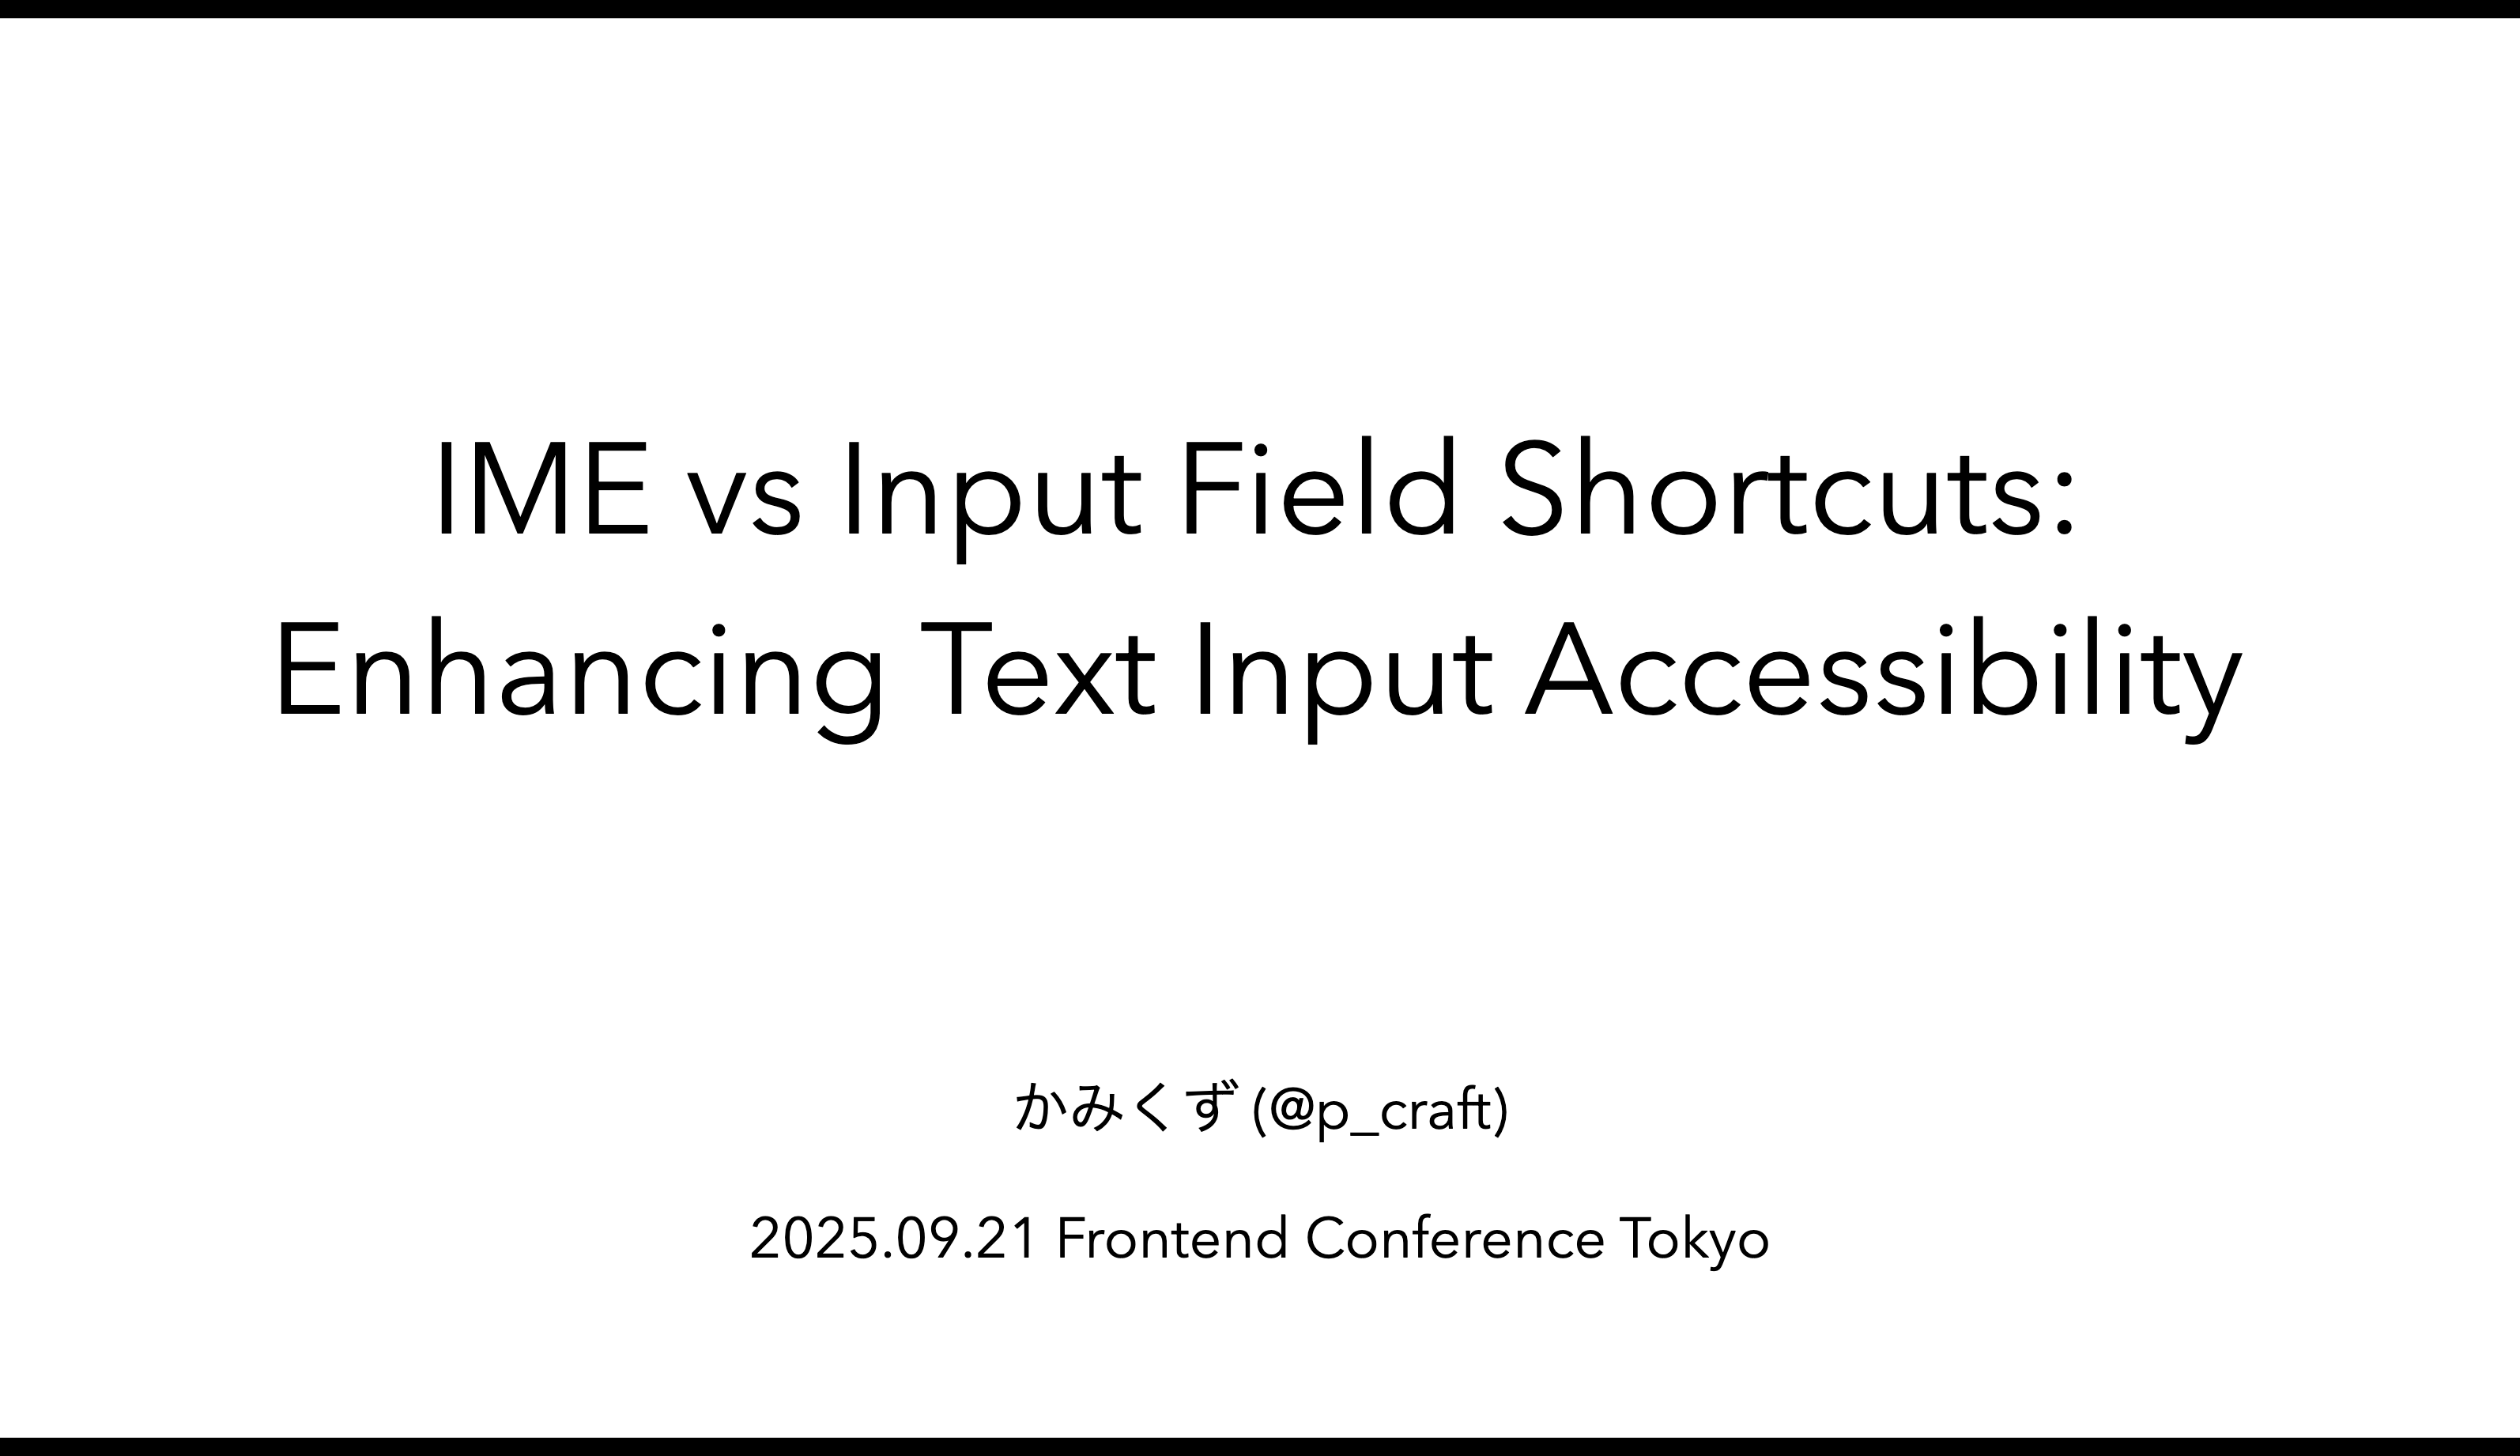 IME vs Input Field Shortcuts:
Enhancing Text Input Accessibility
かみくず (@p_craft)
2025.09.21 Frontend Conference Tokyo